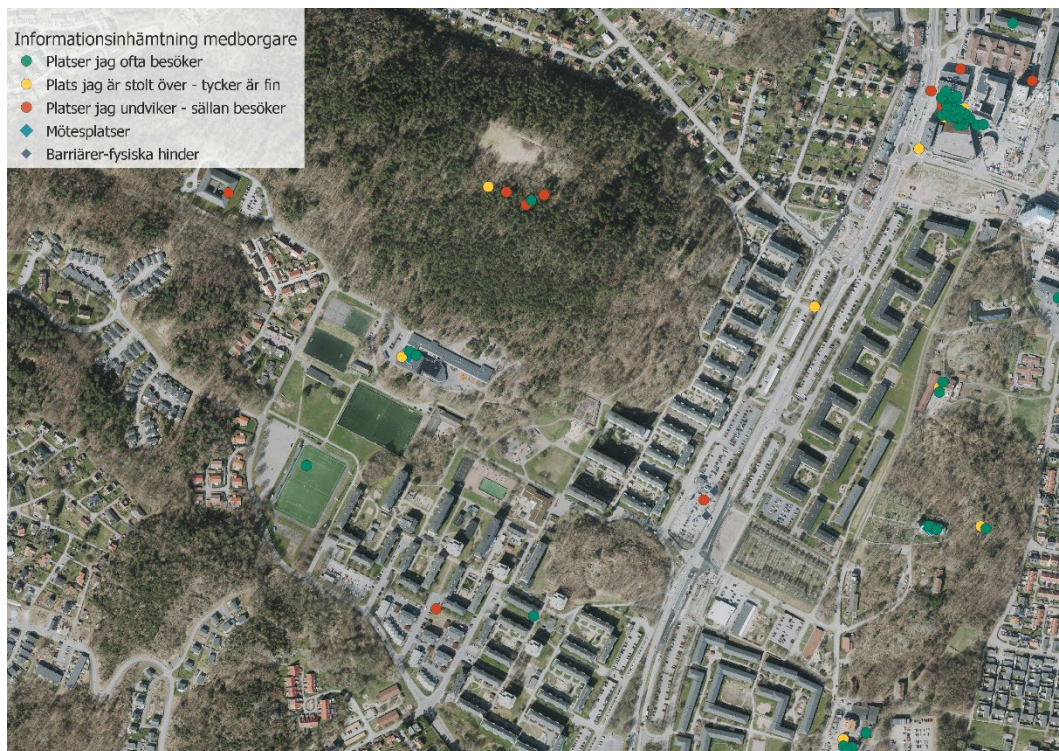 Informationsinhämtning medborgare
Platser jag ofta besöker
Plats jag är stolt över - tycker är fin
Platser jag undviker - sällan besöker
Mötesplatser
Barriärer-fysiska hinder